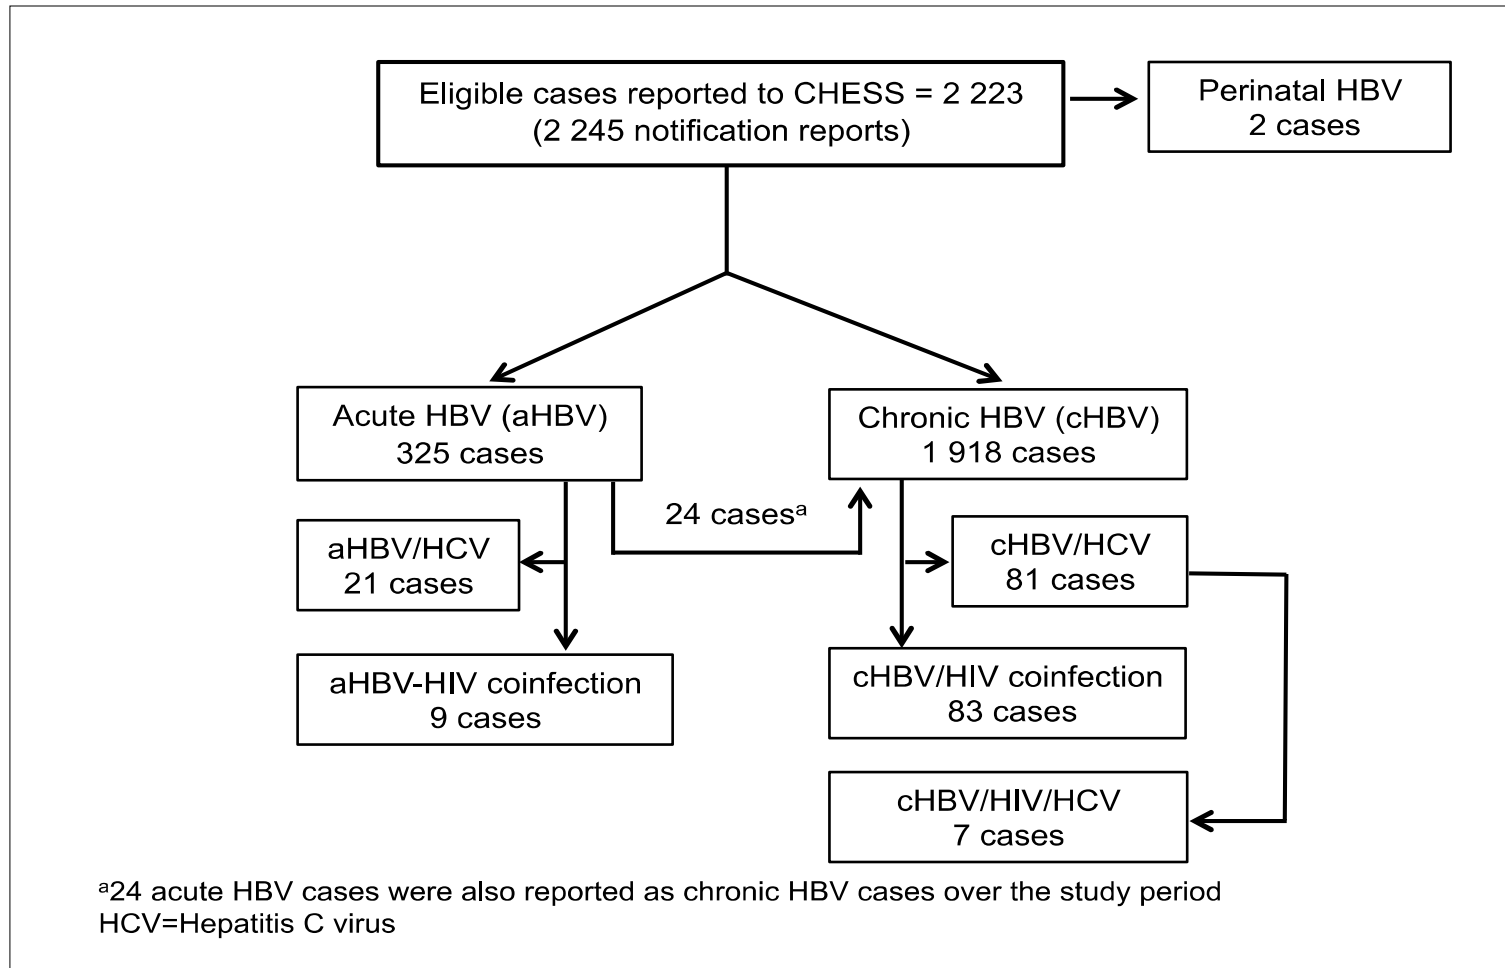 Eligible cases reported to CHESS = 2 223
(2 245 notification reports)
Perinatal HBV
2 cases
Acute HBV (aHBV)
325 cases
Chronic HBV (cHBV)
1 918 cases
24 casesᵃ
aHBV/HCV
21 cases
cHBV/HCV
81 cases
aHBV-HIV coinfection
9 cases
cHBV/HIV coinfection
83 cases
cHBV/HIV/HCV
7 cases
ᵃ24 acute HBV cases were also reported as chronic HBV cases over the study period
HCV=Hepatitis C virus